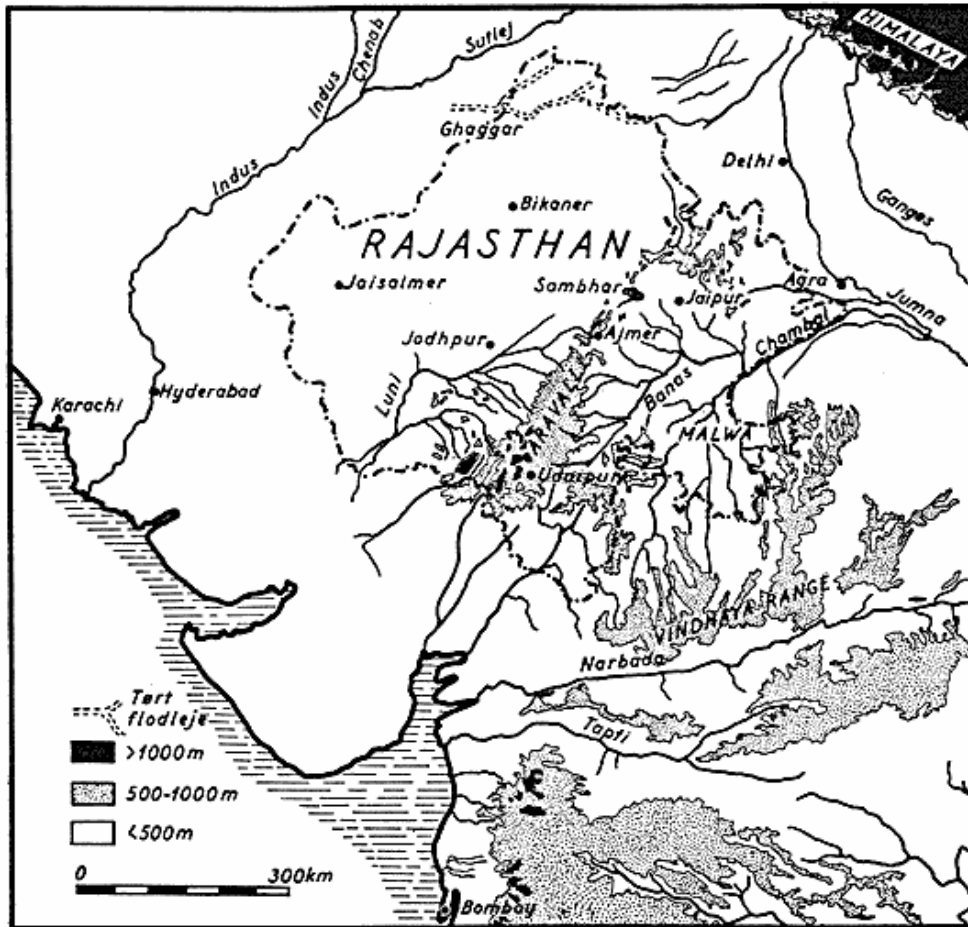 HIMALAYA
Sutlej
Chenab
Indus
Indus
Ghaggar
Delhi
Ganges
Bikaner
RAJASTHAN
Jaisalmer
Sambhar
Jaipur
Agra
Jumna
Jodhpur
Ajmer
Chambal
Luni
Banas
Hyderabad
Karachi
ARAVALLI
MALWA
Udaipur
VINDHAYA RANGE
Narbada
Tapti
Tørt
flodleje
>1000m
500-1000m
<500m
0 300km
Bombay